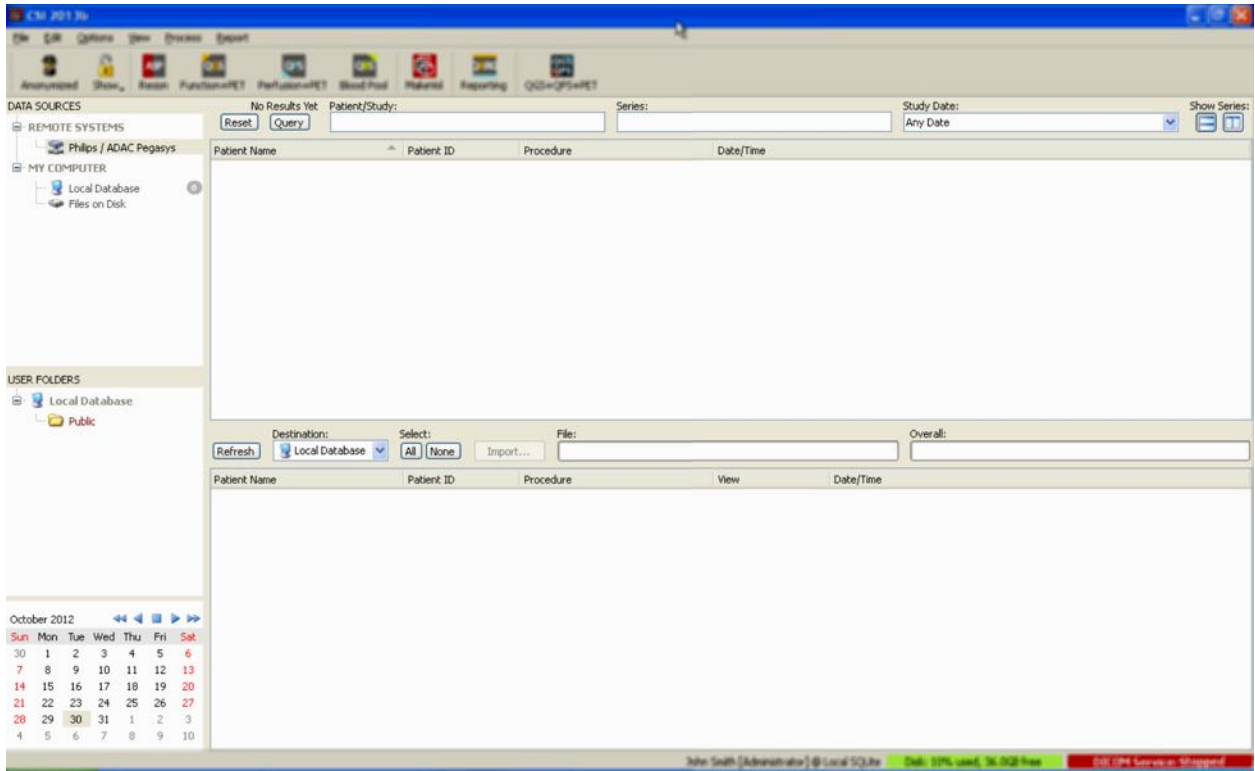 CSI 2013b
File Edit Options View Process Export
Anonymized Show... Recon Function+PET Perfusion+PET Blood Pool Reporting QGS+QPS+PET
DATA SOURCES
REMOTE SYSTEMS
Philips / ADAC Pegasys
MY COMPUTER
Local Database
Files on Disk
No Results Yet Patient/Study: Series: Study Date: Show Series:
Reset Query Any Date
Patient Name Patient ID Procedure Date/Time
USER FOLDERS
Local Database
Public
Destination: Select: File: Overall:
Refresh Local Database All None Import...
Patient Name Patient ID Procedure View Date/Time
October 2012
Sun Mon Tue Wed Thu Fri Sat
30 1 2 3 4 5 6
7 8 9 10 11 12 13
14 15 16 17 18 19 20
21 22 23 24 25 26 27
28 29 30 31 1 2 3
4 5 6 7 8 9 10
John Smith [Administrator] @ Local SQLite Disk: 10% used, 36.0GB free DICOM Service: Stopped